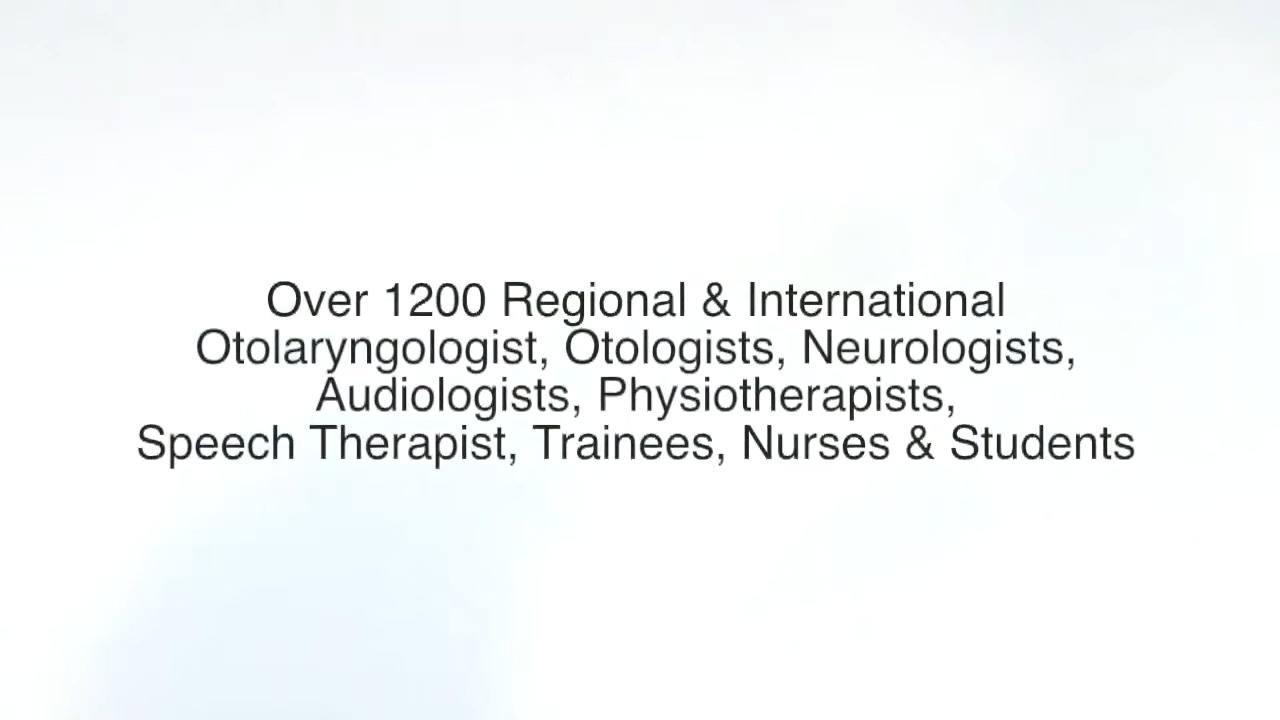 Over 1200 Regional & International
Otolaryngologist, Otologists, Neurologists,
Audiologists, Physiotherapists,
Speech Therapist, Trainees, Nurses & Students